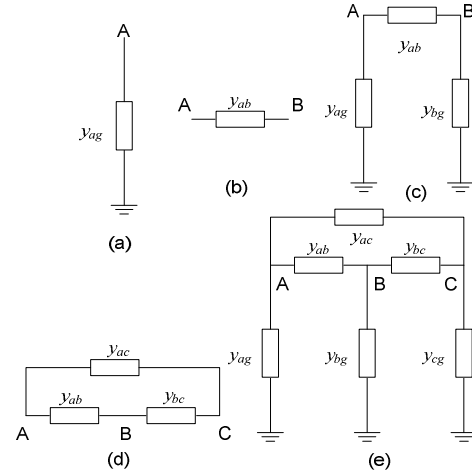 A
y_ag
(a)
A y_ab B
(b)
A B
y_ab
y_ag y_bg
(c)
y_ac
y_ab y_bc
A B C
y_ag y_bg y_cg
(e)
y_ac
y_ab y_bc
A B C
(d)